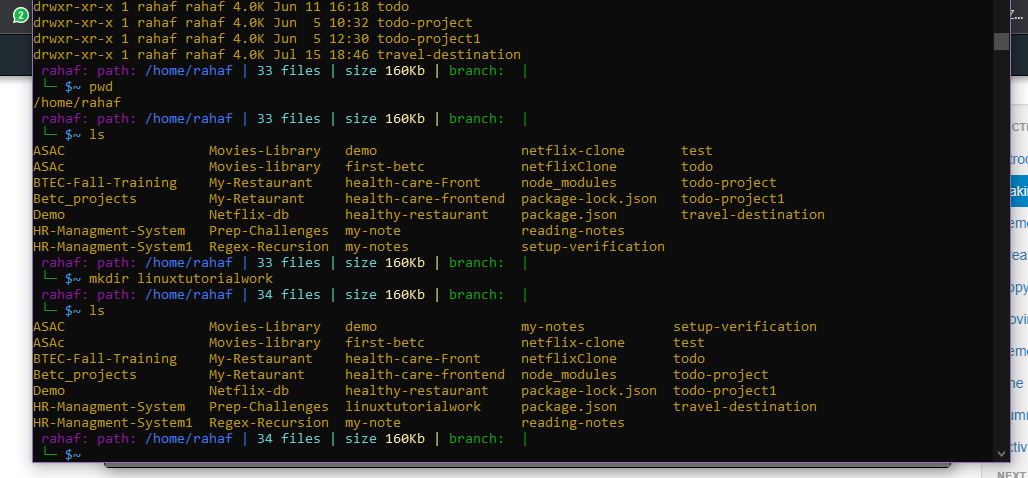 2
drwxr-xr-x 1 rahaf rahaf 4.0K Jun 11 16:18 todo
drwxr-xr-x 1 rahaf rahaf 4.0K Jun  5 10:32 todo-project
drwxr-xr-x 1 rahaf rahaf 4.0K Jun  5 12:30 todo-project1
drwxr-xr-x 1 rahaf rahaf 4.0K Jul 15 18:46 travel-destination
rahaf: path: /home/rahaf | 33 files | size 160Kb | branch:  |
└─ $~ pwd
/home/rahaf
rahaf: path: /home/rahaf | 33 files | size 160Kb | branch:  |
└─ $~ ls
ASAC Movies-Library demo netflix-clone test
ASAc Movies-library first-betc netflixClone todo
BTEC-Fall-Training My-Restaurant health-care-Front node_modules todo-project
Betc_projects My-Retaurant health-care-frontend package-lock.json todo-project1
Demo Netflix-db healthy-restaurant package.json travel-destination
HR-Managment-System Prep-Challenges my-note reading-notes
HR-Managment-System1 Regex-Recursion my-notes setup-verification
rahaf: path: /home/rahaf | 33 files | size 160Kb | branch:  |
└─ $~ mkdir linuxtutorialwork
rahaf: path: /home/rahaf | 34 files | size 160Kb | branch:  |
└─ $~ ls
ASAC Movies-Library demo my-notes setup-verification
ASAc Movies-library first-betc netflix-clone test
BTEC-Fall-Training My-Restaurant health-care-Front netflixClone todo
Betc_projects My-Retaurant health-care-frontend node_modules todo-project
Demo Netflix-db healthy-restaurant package-lock.json todo-project1
HR-Managment-System Prep-Challenges linuxtutorialwork package.json travel-destination
HR-Managment-System1 Regex-Recursion my-note reading-notes
rahaf: path: /home/rahaf | 34 files | size 160Kb | branch:  |
└─ $~
NEXT